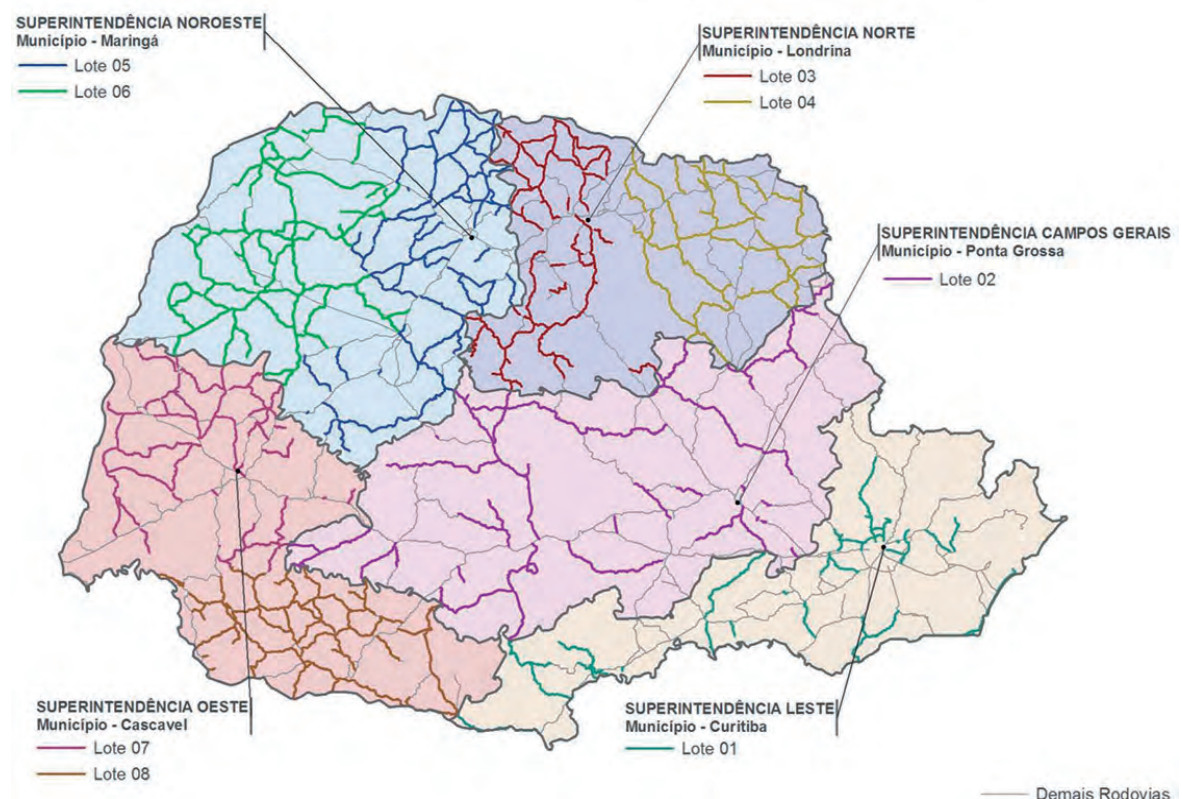 SUPERINTENDÊNCIA NOROESTE
Município - Maringá
Lote 05
Lote 06
SUPERINTENDÊNCIA NORTE
Município - Londrina
Lote 03
Lote 04
SUPERINTENDÊNCIA CAMPOS GERAIS
Município - Ponta Grossa
Lote 02
SUPERINTENDÊNCIA OESTE
Município - Cascavel
Lote 07
Lote 08
SUPERINTENDÊNCIA LESTE
Município - Curitiba
Lote 01
Demais Rodovias